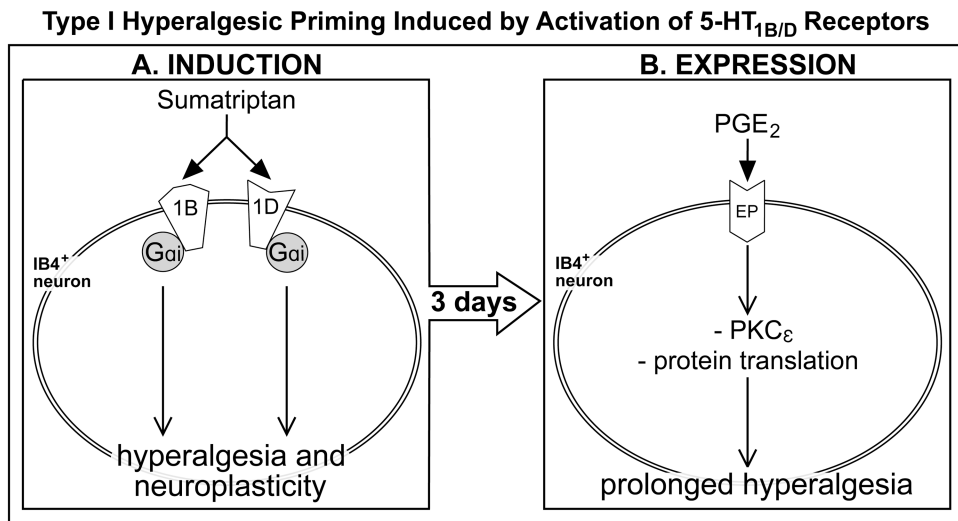 Type I Hyperalgesic Priming Induced by Activation of 5-HT1B/D Receptors
A. INDUCTION
Sumatriptan
1B
1D
Gαi
Gαi
IB4+
neuron
hyperalgesia and
neuroplasticity
3 days
B. EXPRESSION
PGE2
EP
IB4+
neuron
- PKCε
- protein translation
prolonged hyperalgesia